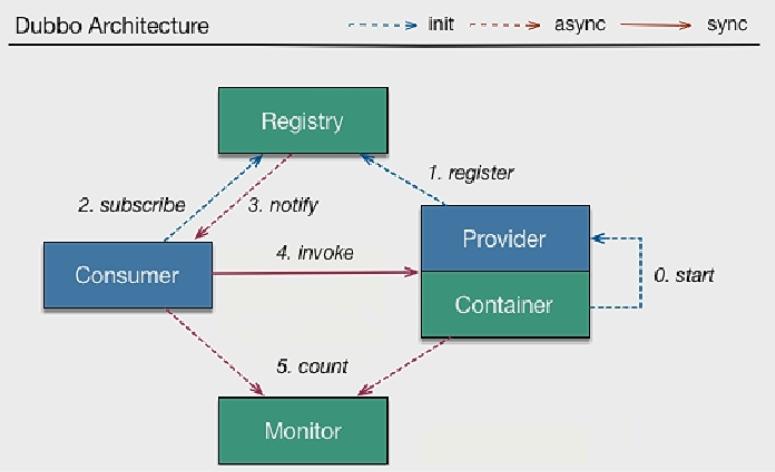 Dubbo Architecture
init
async
sync
Registry
1. register
2. subscribe
3. notify
Provider
4. invoke
Consumer
0. start
Container
5. count
Monitor